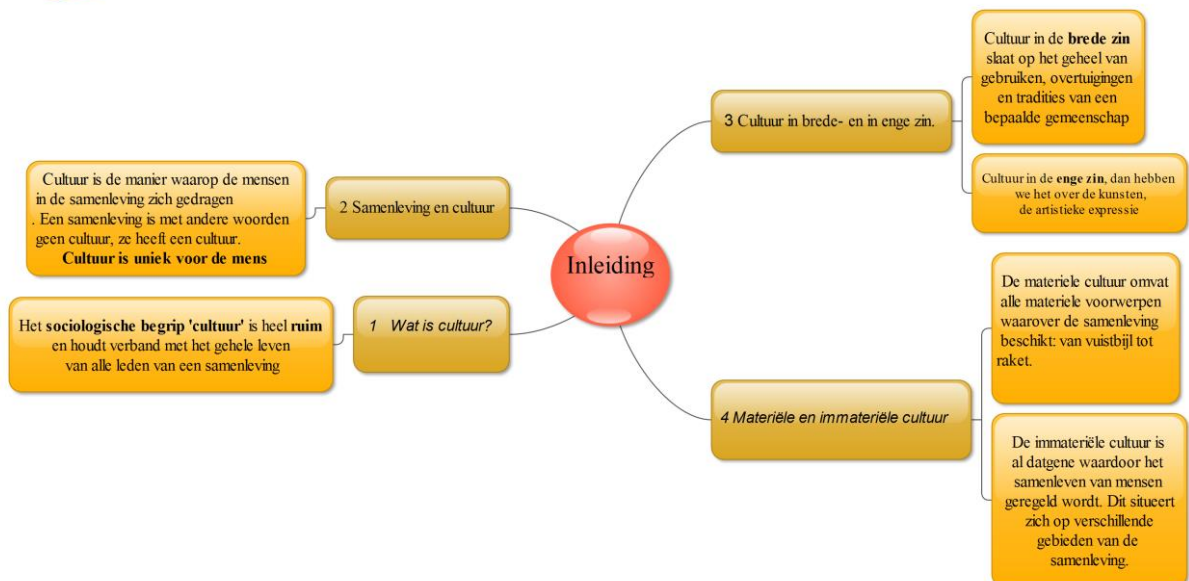 Inleiding
1 Wat is cultuur?
Het sociologische begrip 'cultuur' is heel ruim
en houdt verband met het gehele leven
van alle leden van een samenleving
2 Samenleving en cultuur
Cultuur is de manier waarop de mensen
in de samenleving zich gedragen
. Een samenleving is met andere woorden
geen cultuur, ze heeft een cultuur.
Cultuur is uniek voor de mens
3 Cultuur in brede- en in enge zin.
Cultuur in de brede zin
slaat op het geheel van
gebruiken, overtuigingen
en tradities van een
bepaalde gemeenschap
Cultuur in de enge zin, dan hebben
we het over de kunsten,
de artistieke expressie
4 Materiële en immateriële cultuur
De materiele cultuur omvat
alle materiele voorwerpen
waarover de samenleving
beschikt: van vuistbijl tot
raket.
De immateriële cultuur is
al datgene waardoor het
samenleven van mensen
geregeld wordt. Dit situeert
zich op verschillende
gebieden van de
samenleving.